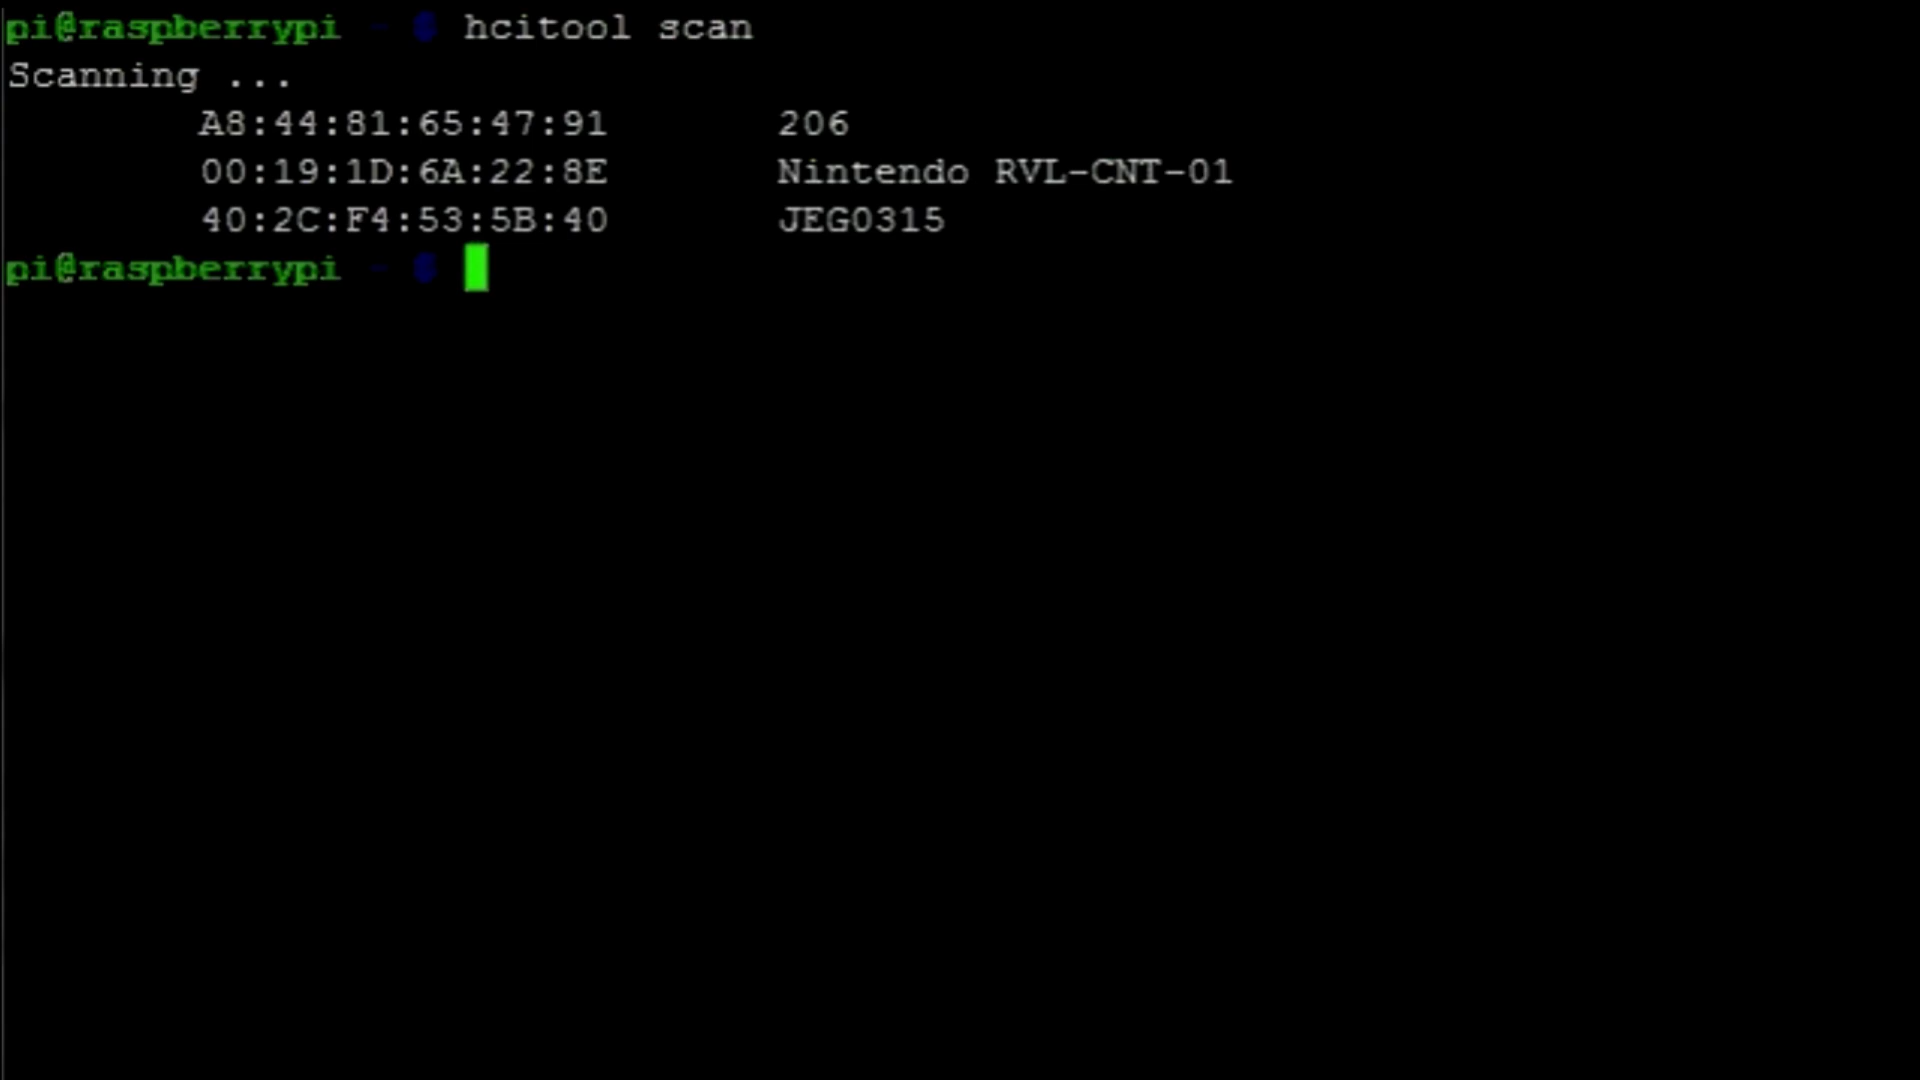 pi@raspberrypi ~ $ hcitool scan
Scanning ...
A8:44:81:65:47:91 206
00:19:1D:6A:22:8E Nintendo RVL-CNT-01
40:2C:F4:53:5B:40 JEG0315
pi@raspberrypi ~ $